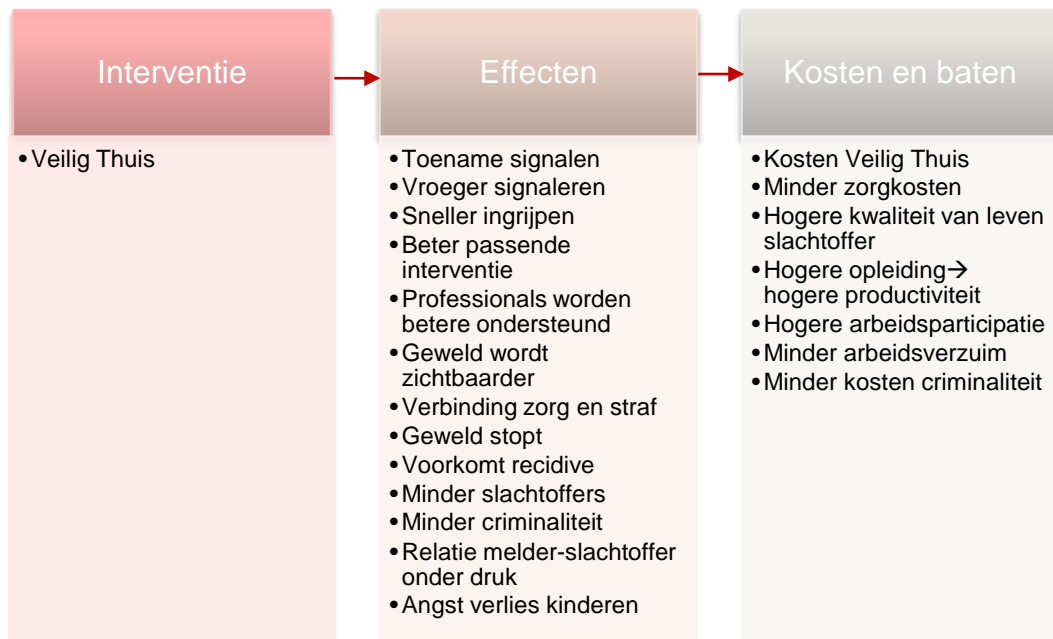 Interventie
• Veilig Thuis
Effecten
• Toename signalen
• Vroeger signaleren
• Sneller ingrijpen
• Beter passende
interventie
• Professionals worden
betere ondersteund
• Geweld wordt
zichtbaarder
• Verbinding zorg en straf
• Geweld stopt
• Voorkomt recidive
• Minder slachtoffers
• Minder criminaliteit
• Relatie melder-slachtoffer
onder druk
• Angst verlies kinderen
Kosten en baten
• Kosten Veilig Thuis
• Minder zorgkosten
• Hogere kwaliteit van leven
slachtoffer
• Hogere opleiding→
hogere productiviteit
• Hogere arbeidsparticipatie
• Minder arbeidsverzuim
• Minder kosten criminaliteit